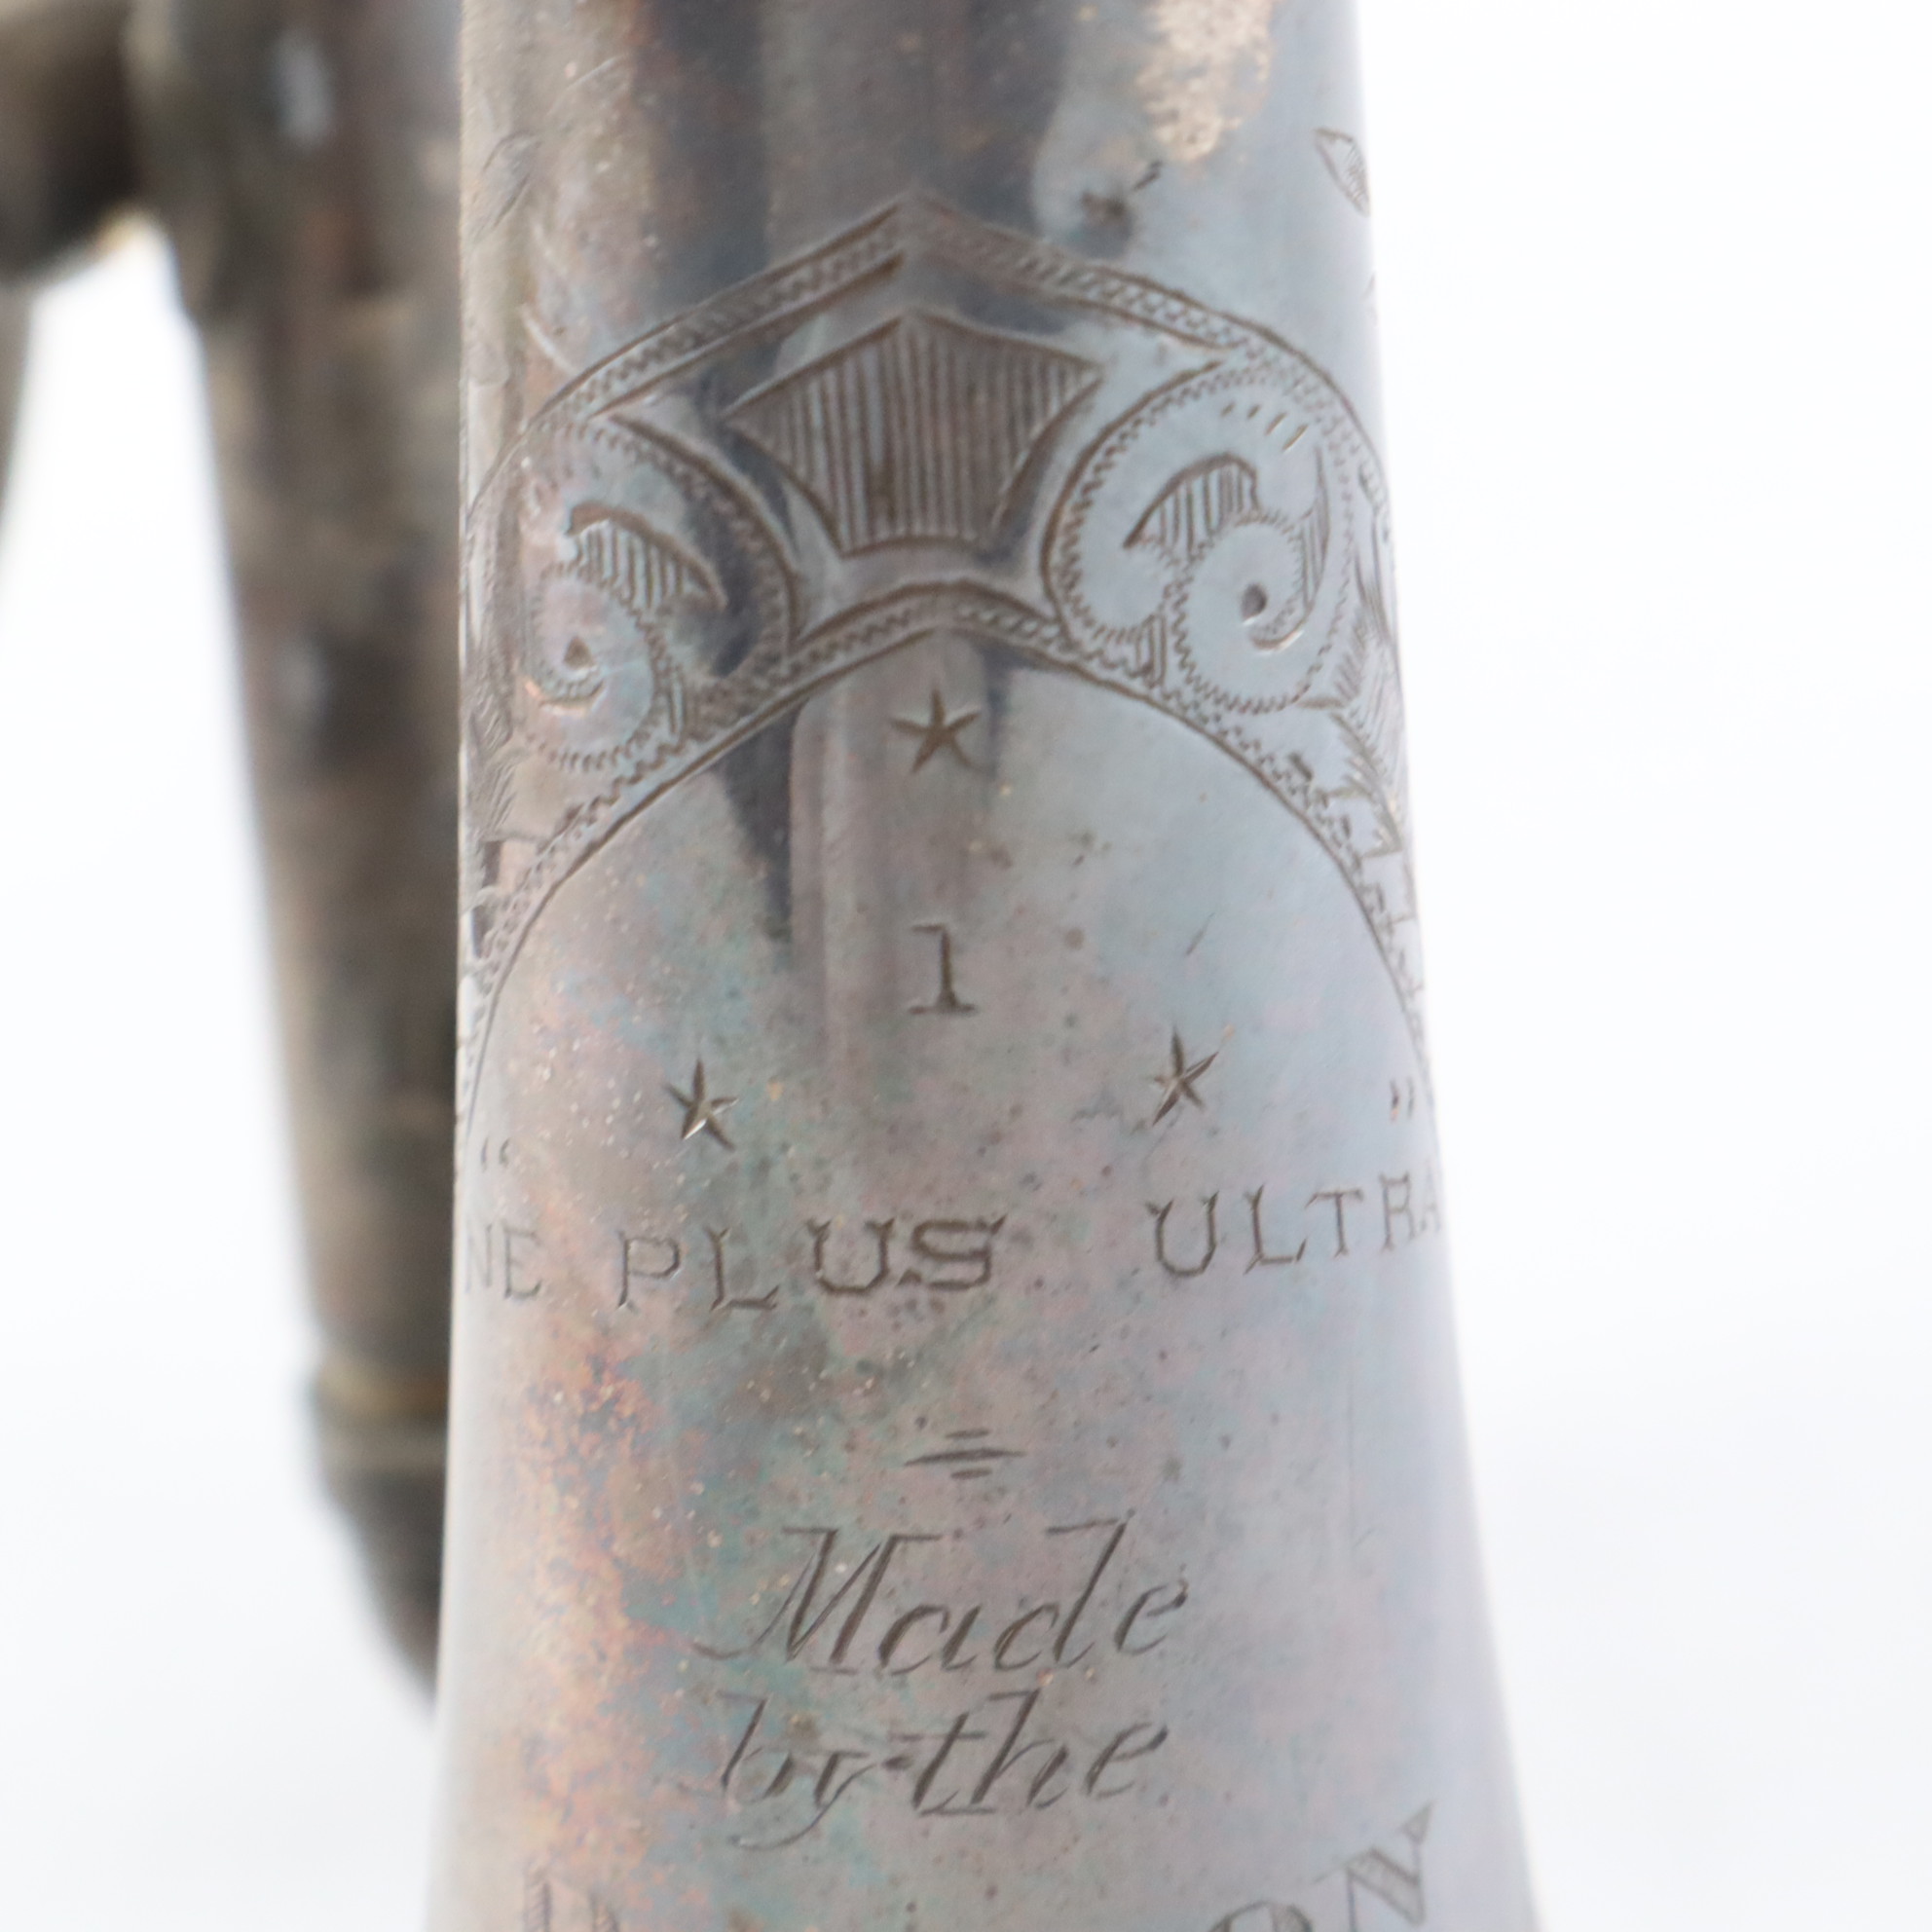 1
"NE PLUS ULTRA"
Made
by the